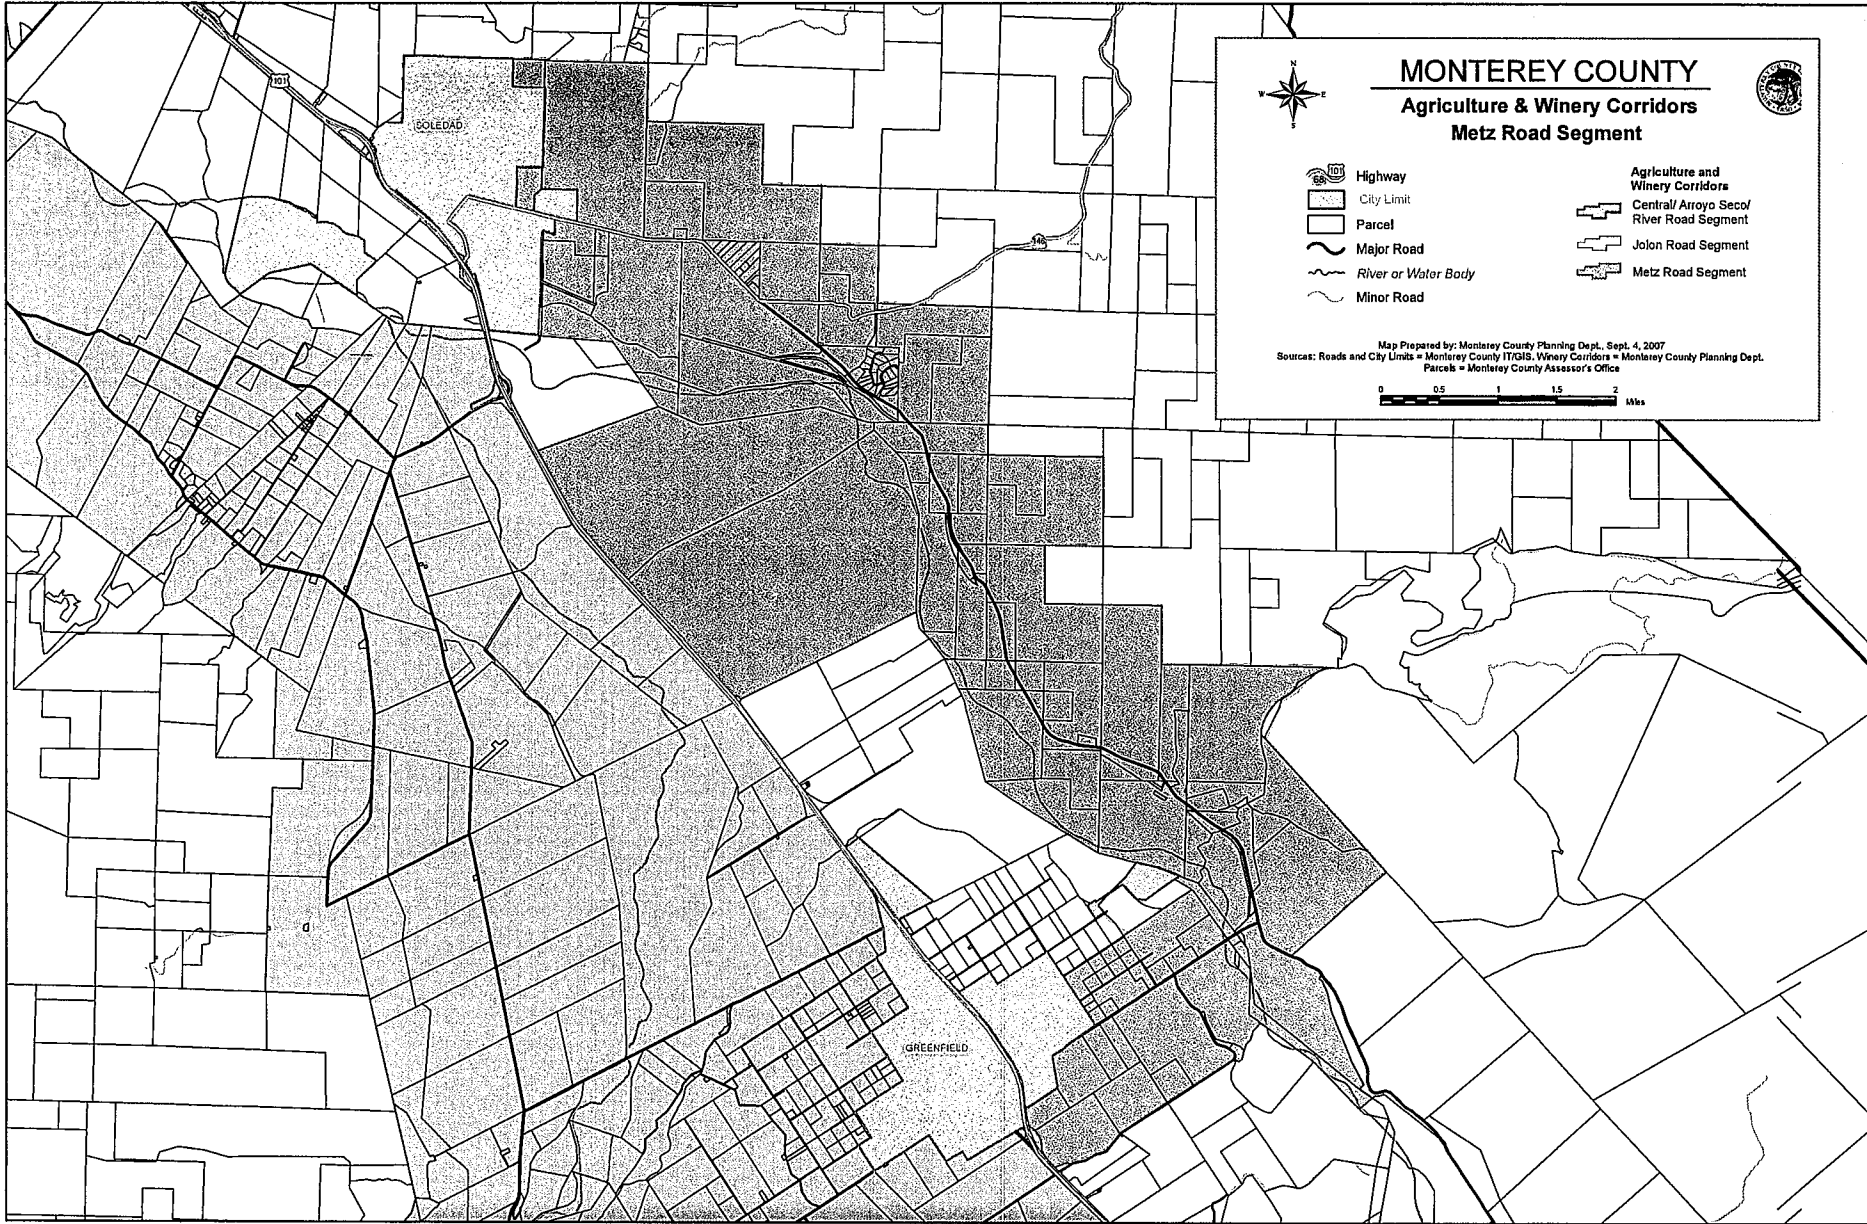 MONTEREY COUNTY
Agriculture & Winery Corridors
Metz Road Segment
N
W
E
S
68
101
Highway
City Limit
Parcel
Major Road
River or Water Body
Minor Road
Agriculture and
Winery Corridors
Central/ Arroyo Seco/
River Road Segment
Jolon Road Segment
Metz Road Segment
Map Prepared by: Monterey County Planning Dept., Sept. 4, 2007
Sources: Roads and City Limits = Monterey County IT/GIS. Winery Corridors = Monterey County Planning Dept.
Parcels = Monterey County Assessor's Office
0 0.5 1 1.5 2
Miles
101
SOLEDAD
146
GREENFIELD